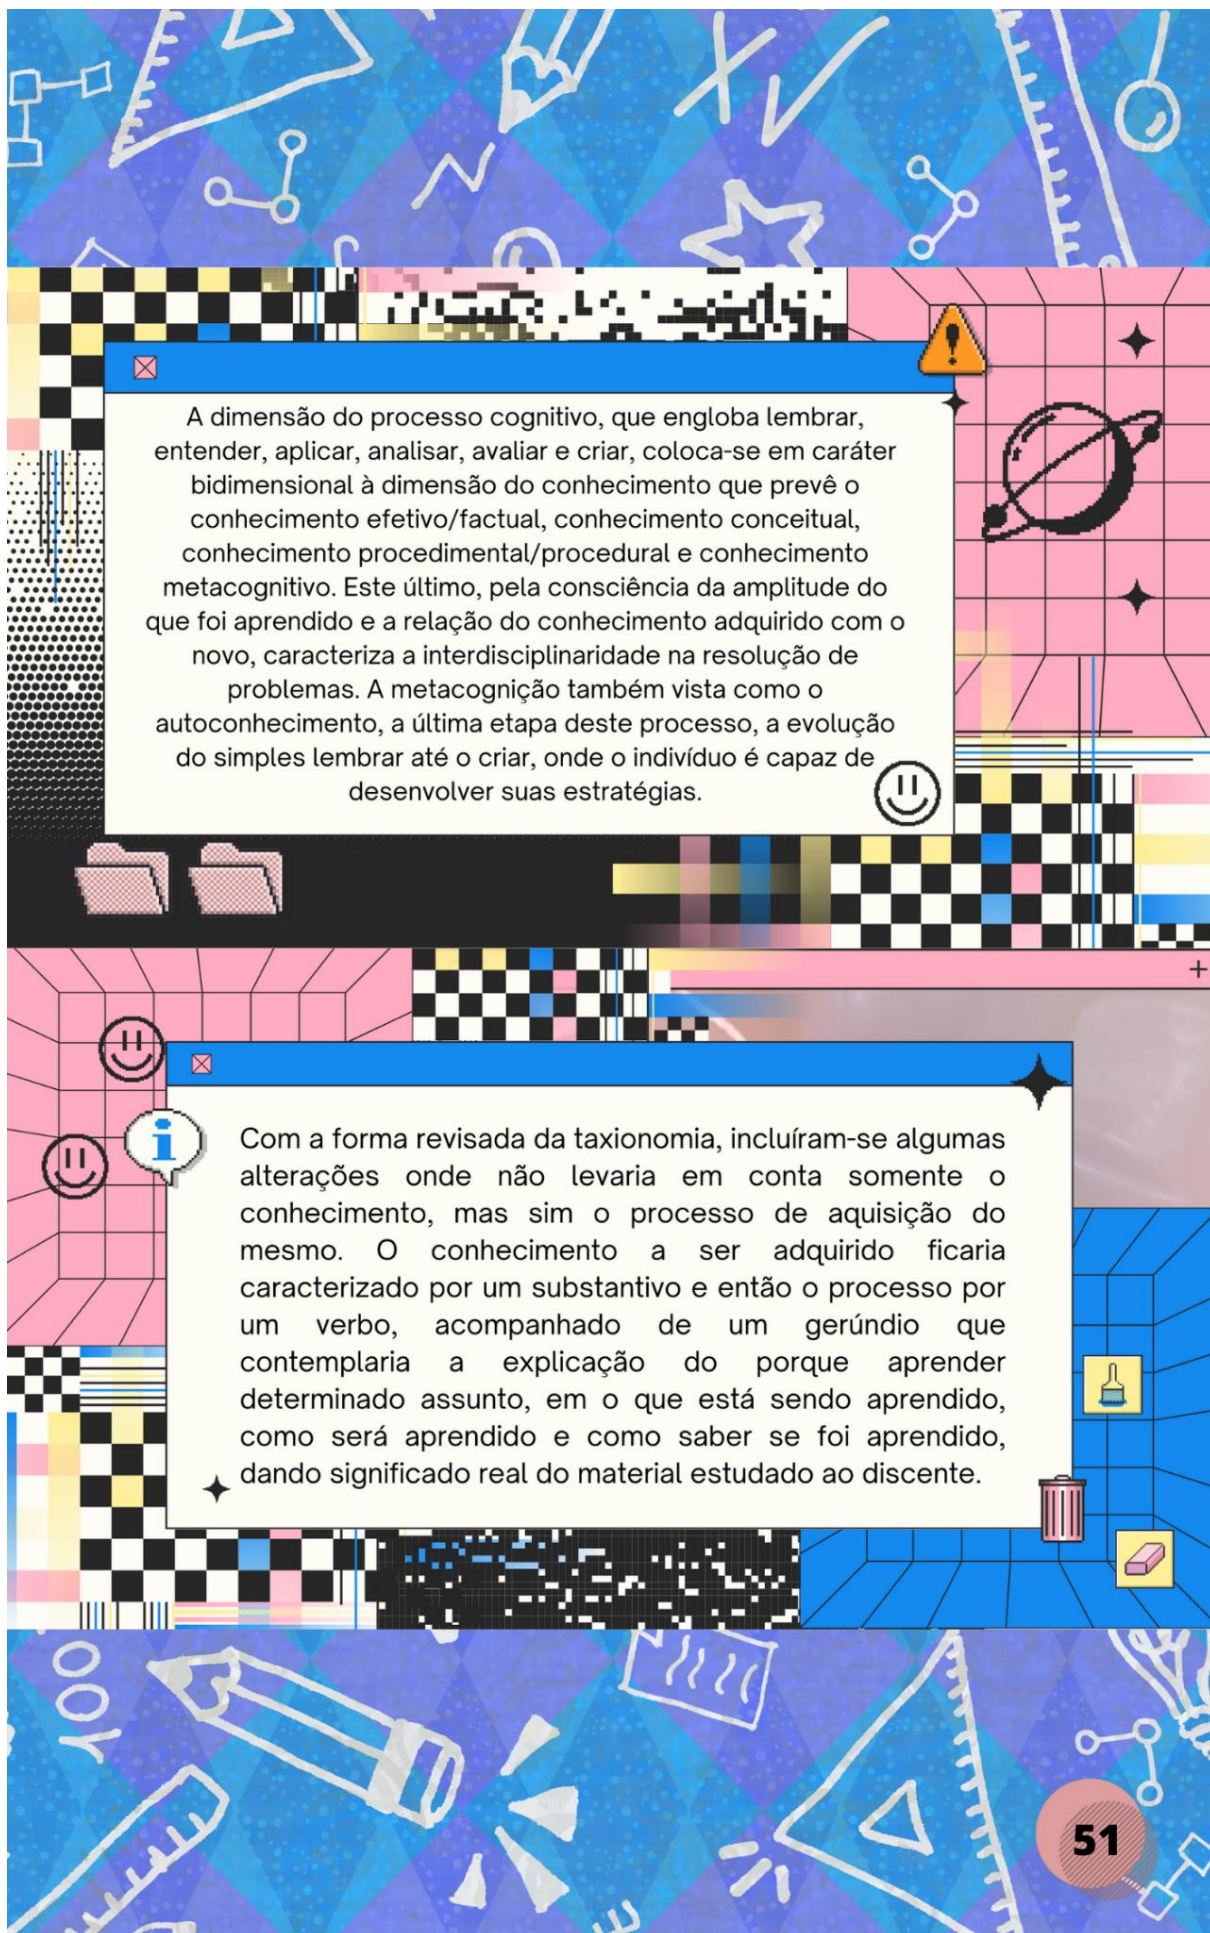 A dimensão do processo cognitivo, que engloba lembrar,
entender, aplicar, analisar, avaliar e criar, coloca-se em caráter
bidimensional à dimensão do conhecimento que prevê o
conhecimento efetivo/factual, conhecimento conceitual,
conhecimento procedimental/procedural e conhecimento
metacognitivo. Este último, pela consciência da amplitude do
que foi aprendido e a relação do conhecimento adquirido com o
novo, caracteriza a interdisciplinaridade na resolução de
problemas. A metacognição também vista como o
autoconhecimento, a última etapa deste processo, a evolução
do simples lembrar até o criar, onde o indivíduo é capaz de
desenvolver suas estratégias.
Com a forma revisada da taxionomia, incluíram-se algumas
alterações onde não levaria em conta somente o
conhecimento, mas sim o processo de aquisição do
mesmo. O conhecimento a ser adquirido ficaria
caracterizado por um substantivo e então o processo por
um verbo, acompanhado de um gerúndio que
contemplaria a explicação do porque aprender
determinado assunto, em o que está sendo aprendido,
como será aprendido e como saber se foi aprendido,
dando significado real do material estudado ao discente.
51